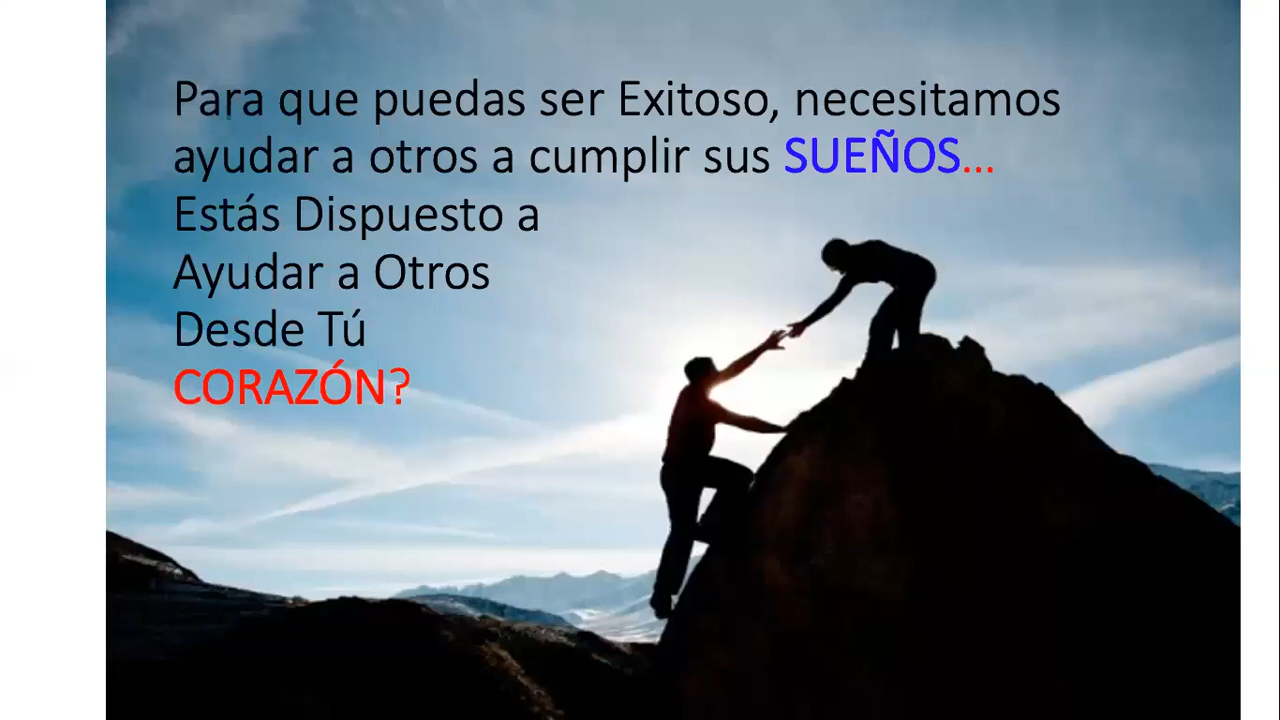 Para que puedas ser Exitoso, necesitamos
ayudar a otros a cumplir sus SUEÑOS...
Estás Dispuesto a
Ayudar a Otros
Desde Tú
CORAZÓN?